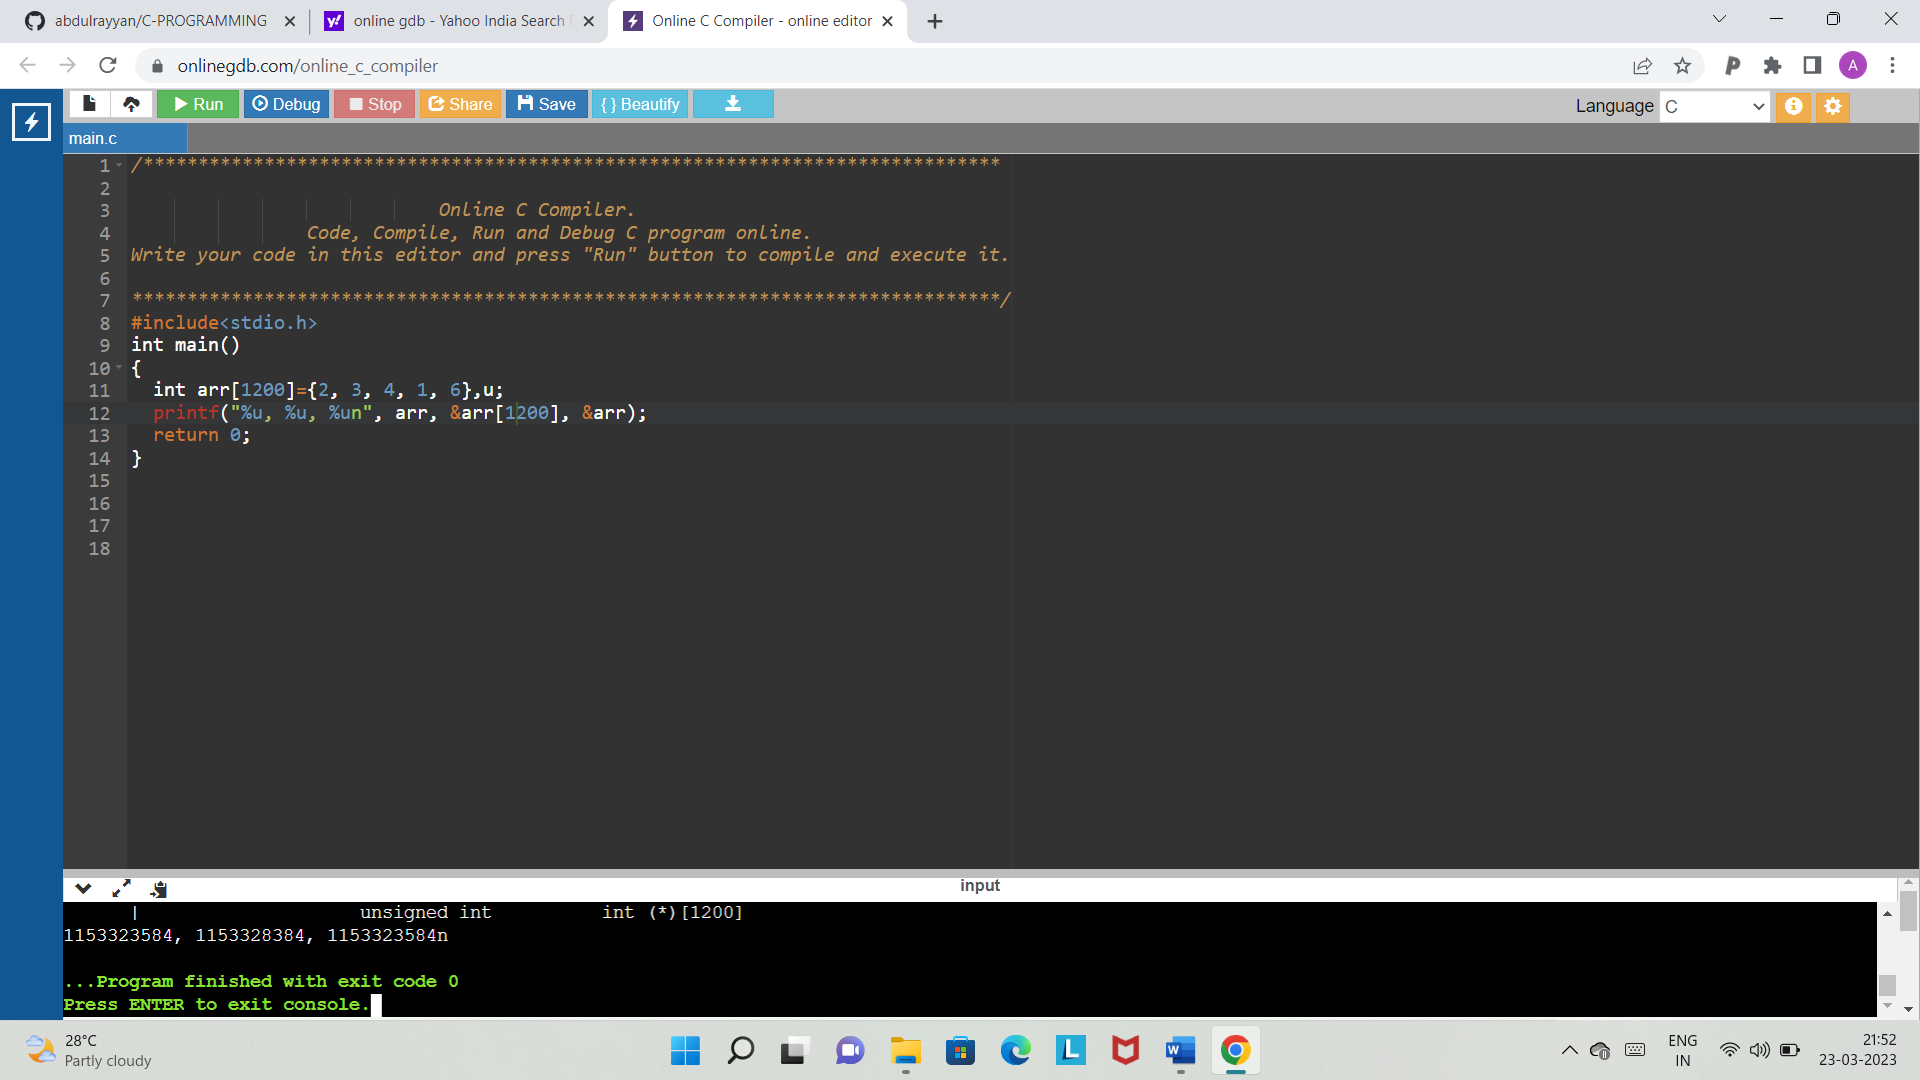 abdulrayyan/C-PROGRAMMING
online gdb - Yahoo India Search
Online C Compiler - online editor
onlinegdb.com/online_c_compiler
A
Run
Debug
Stop
Share
Save
{ } Beautify
Language
C
main.c
1 /******************************************************************************
2
3 Online C Compiler.
4 Code, Compile, Run and Debug C program online.
5 Write your code in this editor and press "Run" button to compile and execute it.
6
7 *******************************************************************************/
8 #include<stdio.h>
9 int main()
10 {
11 int arr[1200]={2, 3, 4, 1, 6},u;
12 printf("%u, %u, %un", arr, &arr[1200], &arr);
13 return 0;
14 }
15
16
17
18
input
| unsigned int int (*)[1200]
1153323584, 1153328384, 1153323584n
...Program finished with exit code 0
Press ENTER to exit console.
28°C
Partly cloudy
ENG
IN
21:52
23-03-2023